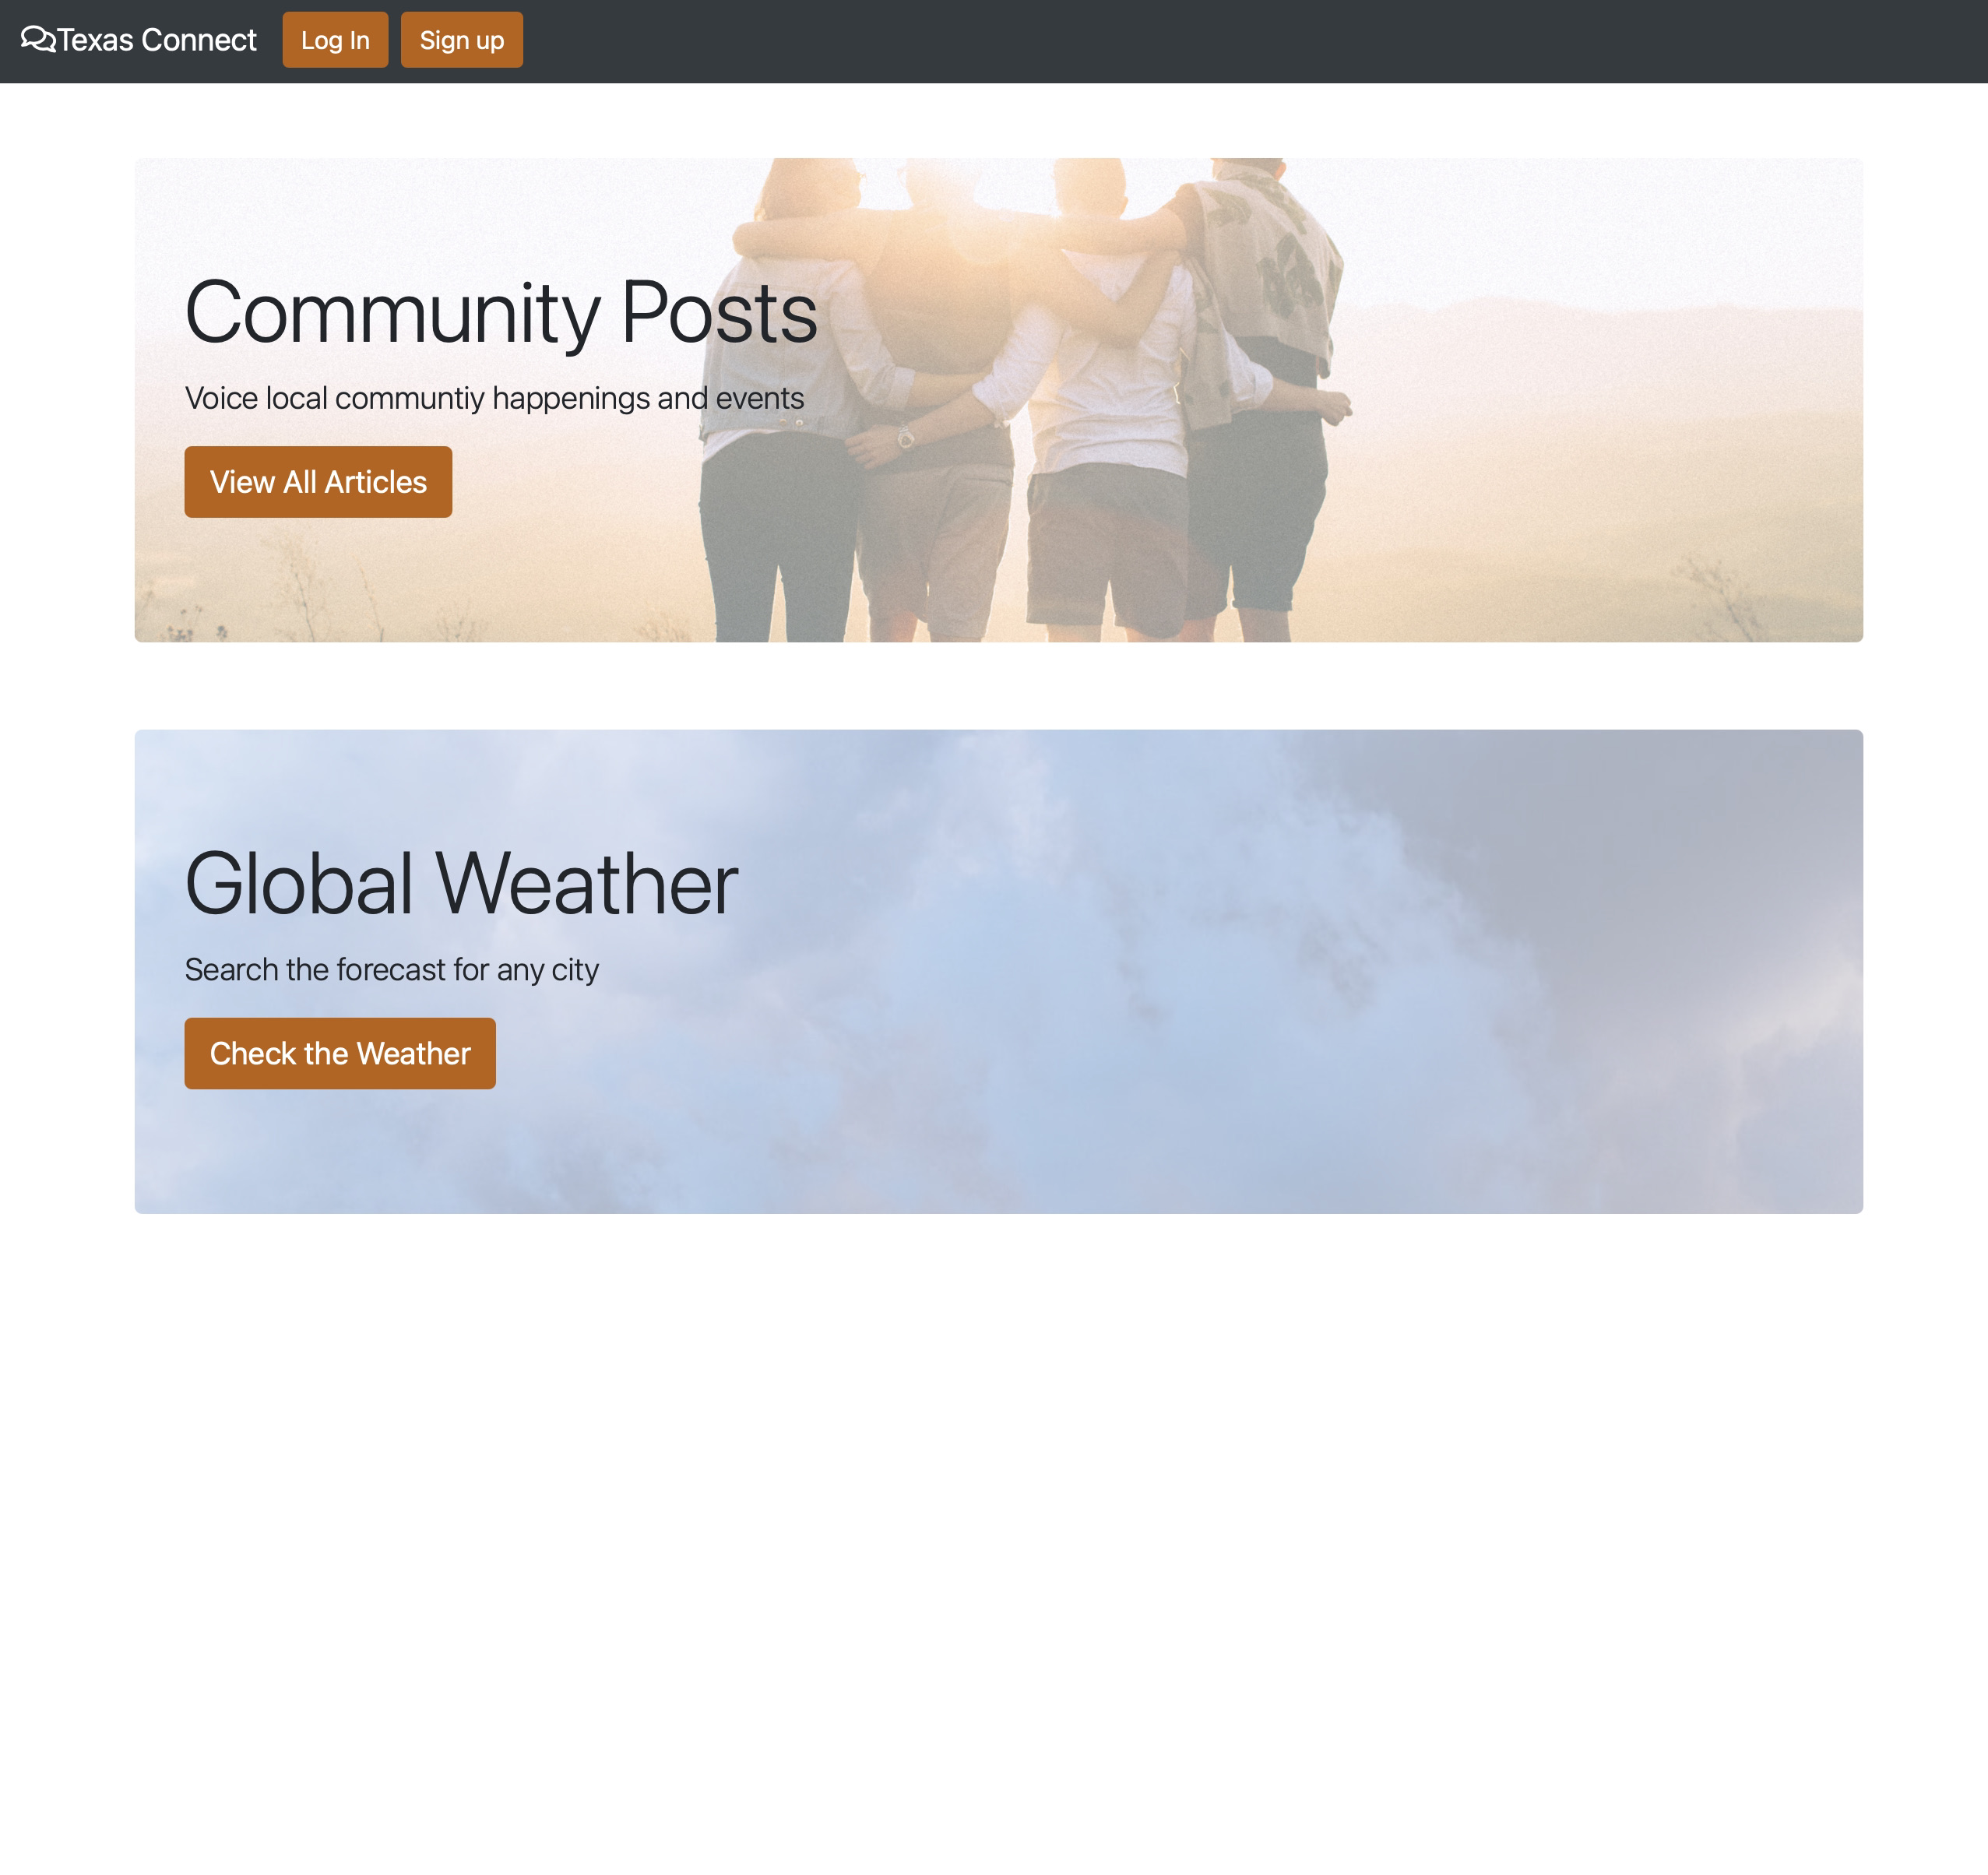 Texas Connect Log In Sign up
Community Posts
Voice local communtiy happenings and events
View All Articles
Global Weather
Search the forecast for any city
Check the Weather